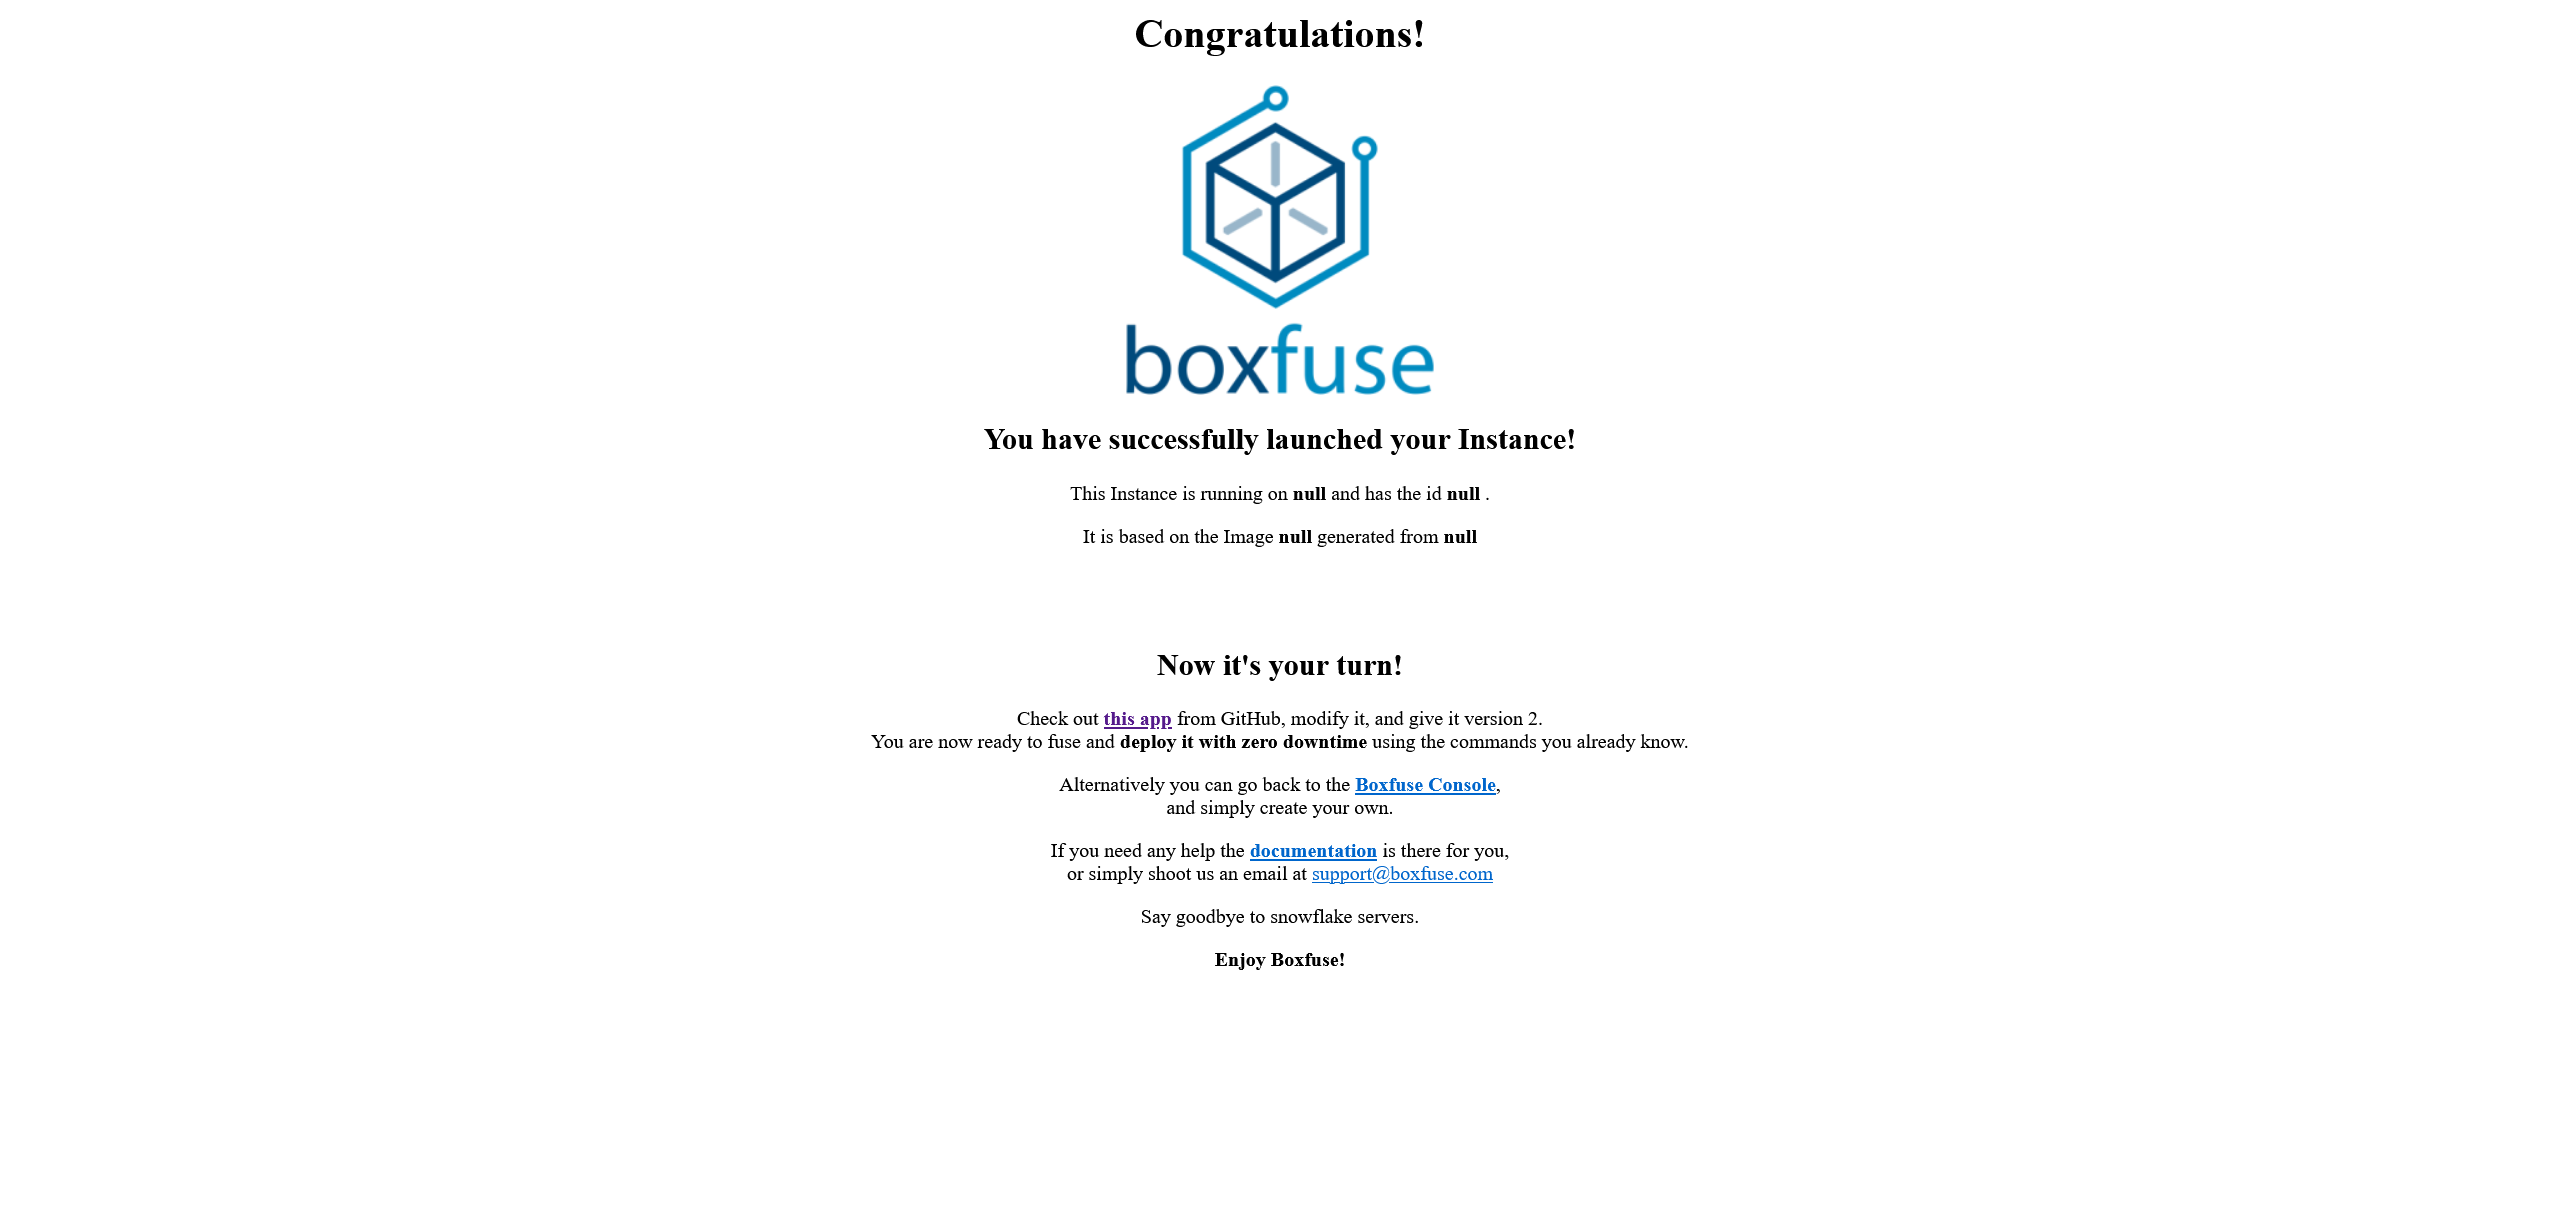 Congratulations!
boxfuse
You have successfully launched your Instance!
This Instance is running on null and has the id null .
It is based on the Image null generated from null
Now it's your turn!
Check out this app from GitHub, modify it, and give it version 2.
You are now ready to fuse and deploy it with zero downtime using the commands you already know.
Alternatively you can go back to the Boxfuse Console,
and simply create your own.
If you need any help the documentation is there for you,
or simply shoot us an email at support@boxfuse.com
Say goodbye to snowflake servers.
Enjoy Boxfuse!